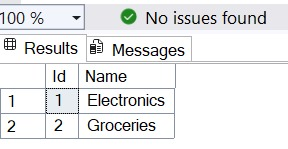 100 % No issues found
Results Messages
Id Name
1 1 Electronics
2 2 Groceries